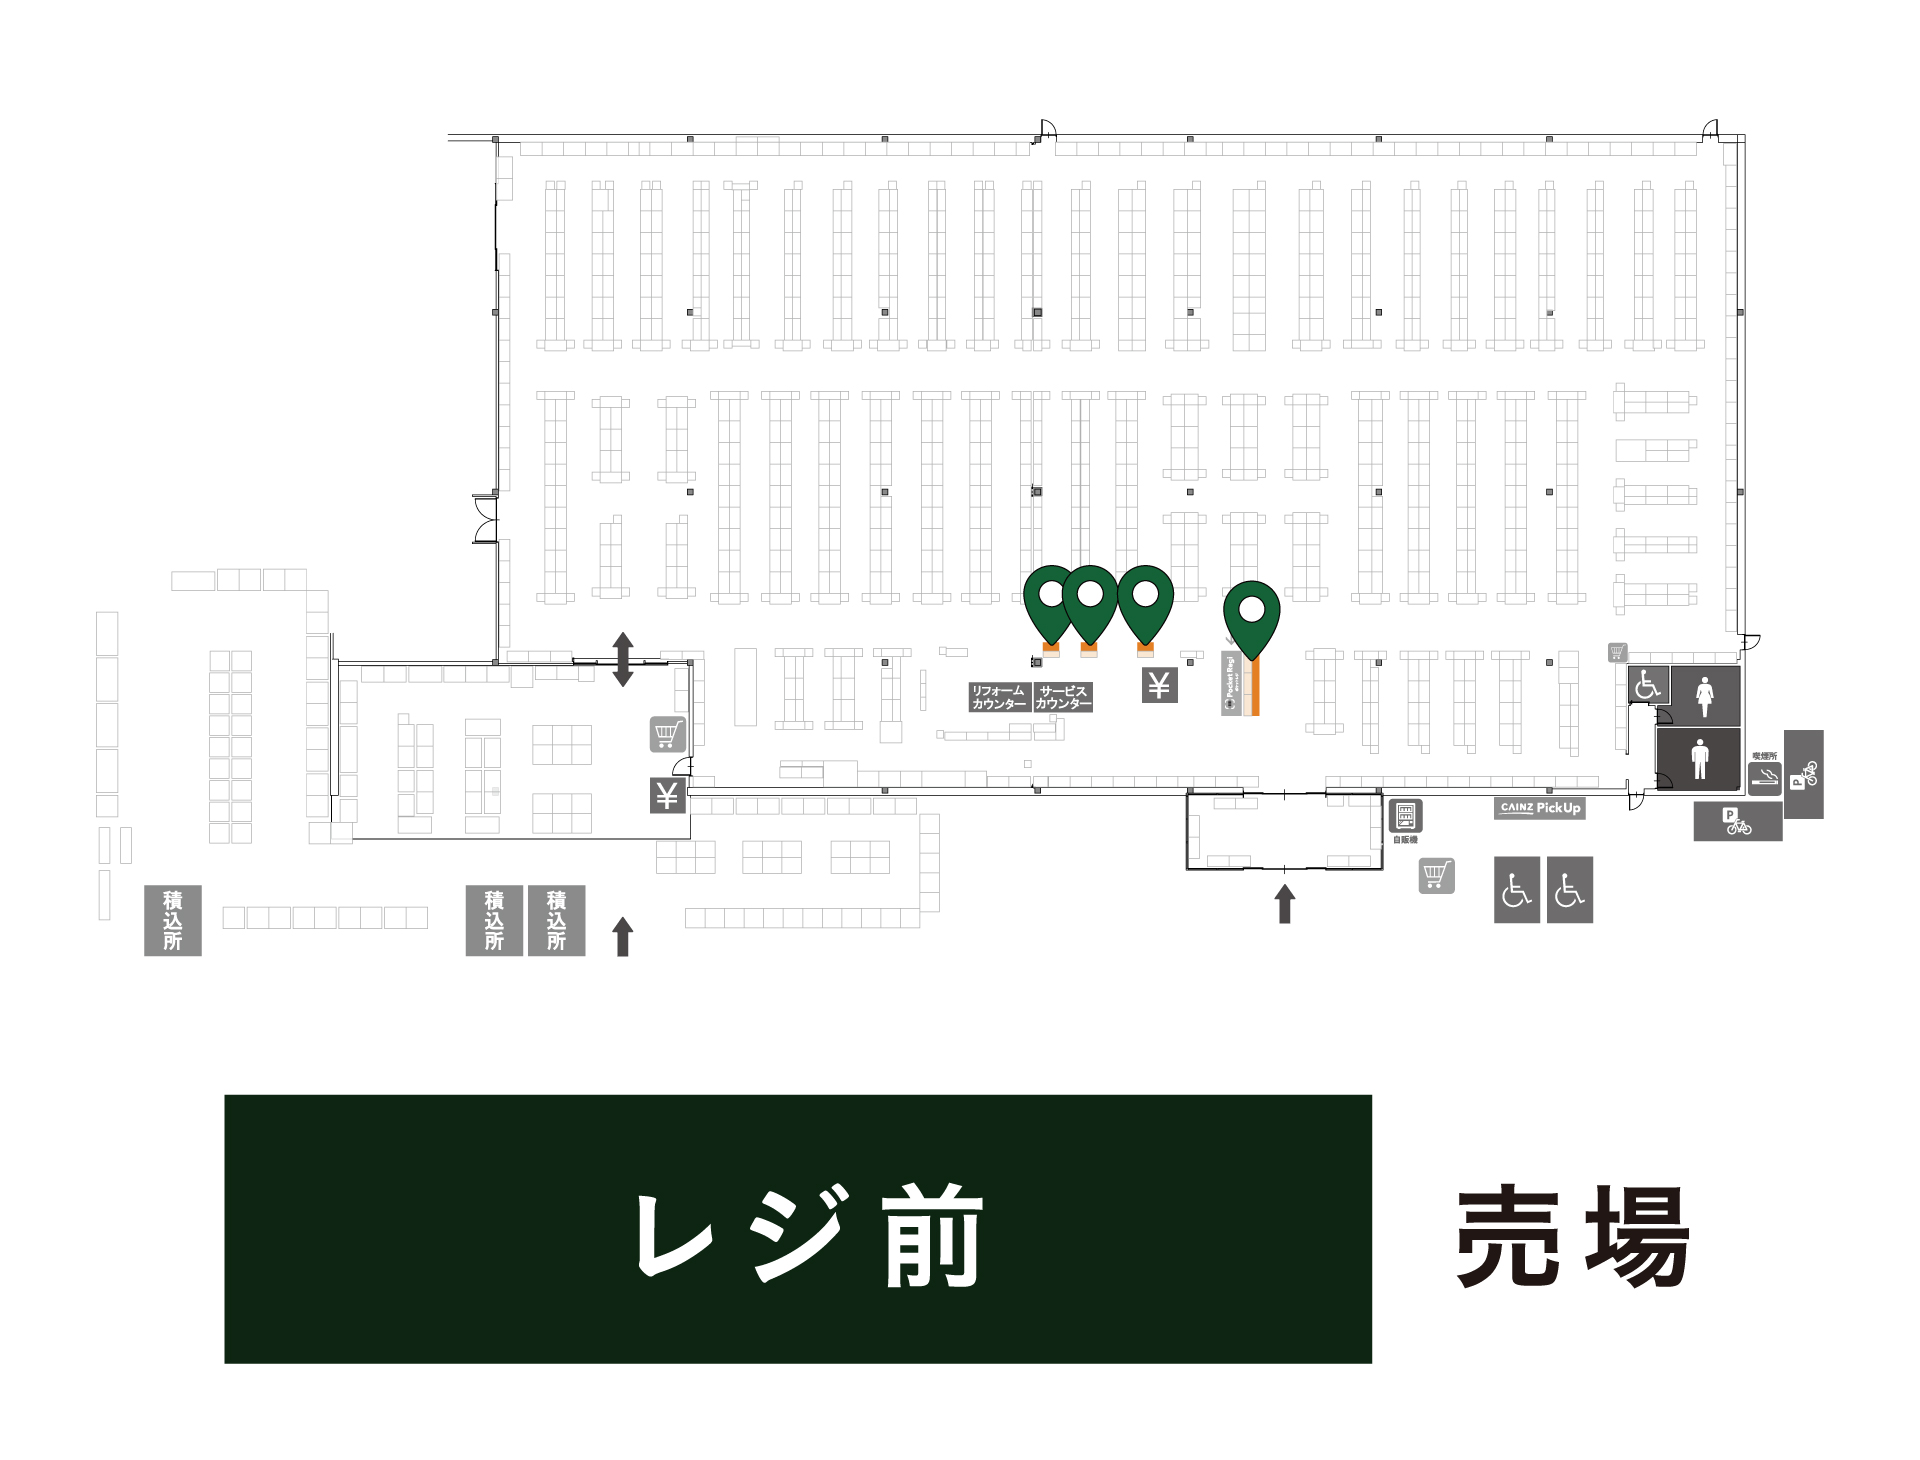 Pocket Regi
リフォーム
カウンター
サービス
カウンター
¥
¥
喫煙所
P
P
CAINZ PickUp
自販機
積込所
積込所
積込所
レジ前 売場